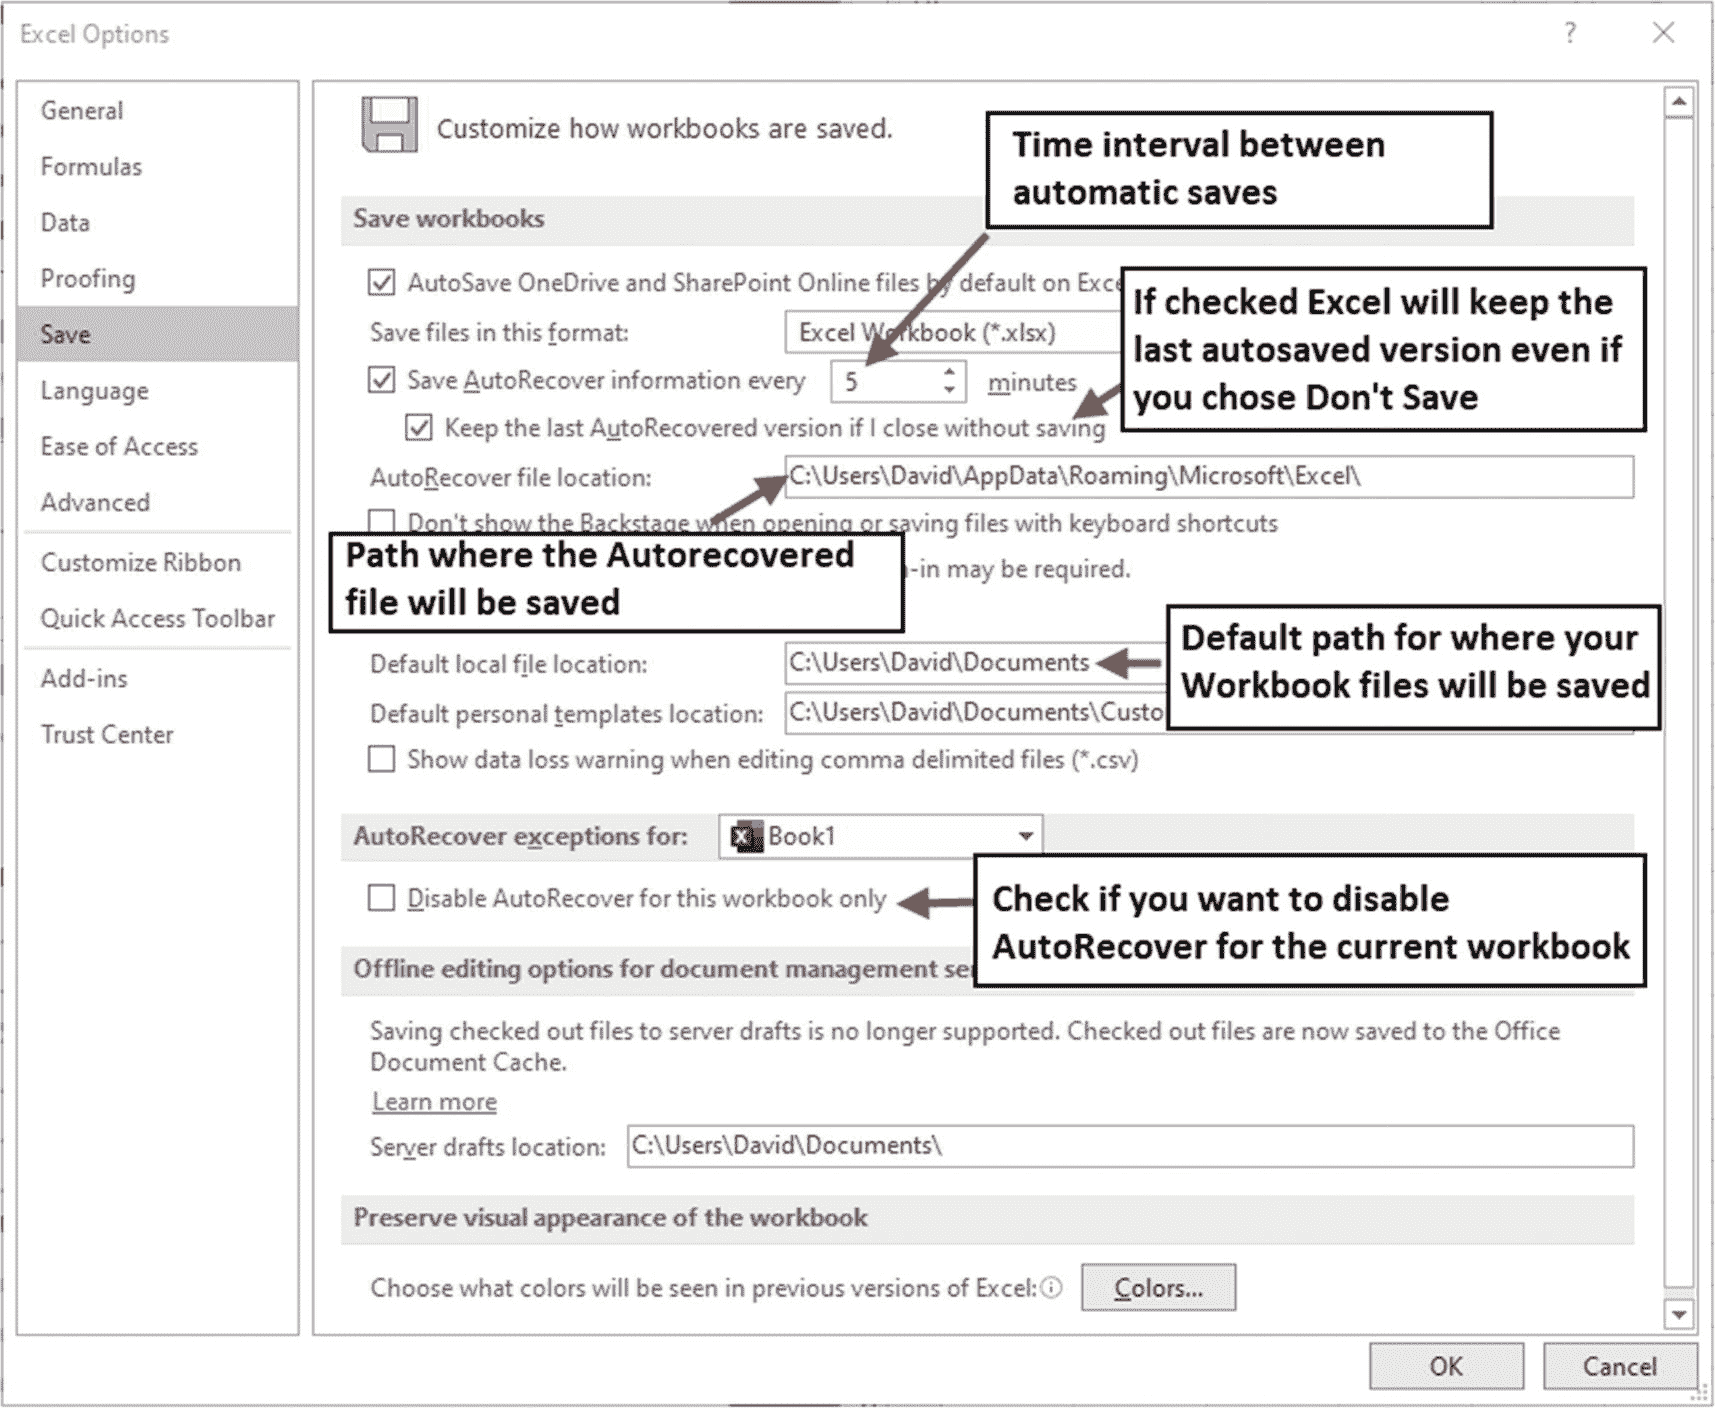 Excel Options
?
General
Formulas
Data
Proofing
Save
Language
Ease of Access
Advanced
Customize Ribbon
Quick Access Toolbar
Add-ins
Trust Center
Customize how workbooks are saved.
Time interval between
automatic saves
Save workbooks
AutoSave OneDrive and SharePoint Online files by default on Exce
If checked Excel will keep the
last autosaved version even if
you chose Don't Save
Save files in this format:
Excel Workbook (*.xlsx)
Save AutoRecover information every
5
minutes
Keep the last AutoRecovered version if I close without saving
AutoRecover file location:
C:\Users\David\AppData\Roaming\Microsoft\Excel\
Don't show the Backstage when opening or saving files with keyboard shortcuts
Path where the Autorecovered
file will be saved
-in may be required.
Default local file location:
C:\Users\David\Documents
Default path for where your
Workbook files will be saved
Default personal templates location:
C:\Users\David\Documents\Custo
Show data loss warning when editing comma delimited files (*.csv)
AutoRecover exceptions for:
Book1
Disable AutoRecover for this workbook only
Check if you want to disable
AutoRecover for the current workbook
Offline editing options for document management se
Saving checked out files to server drafts is no longer supported. Checked out files are now saved to the Office
Document Cache.
Learn more
Server drafts location:
C:\Users\David\Documents\
Preserve visual appearance of the workbook
Choose what colors will be seen in previous versions of Excel:
Colors...
OK
Cancel